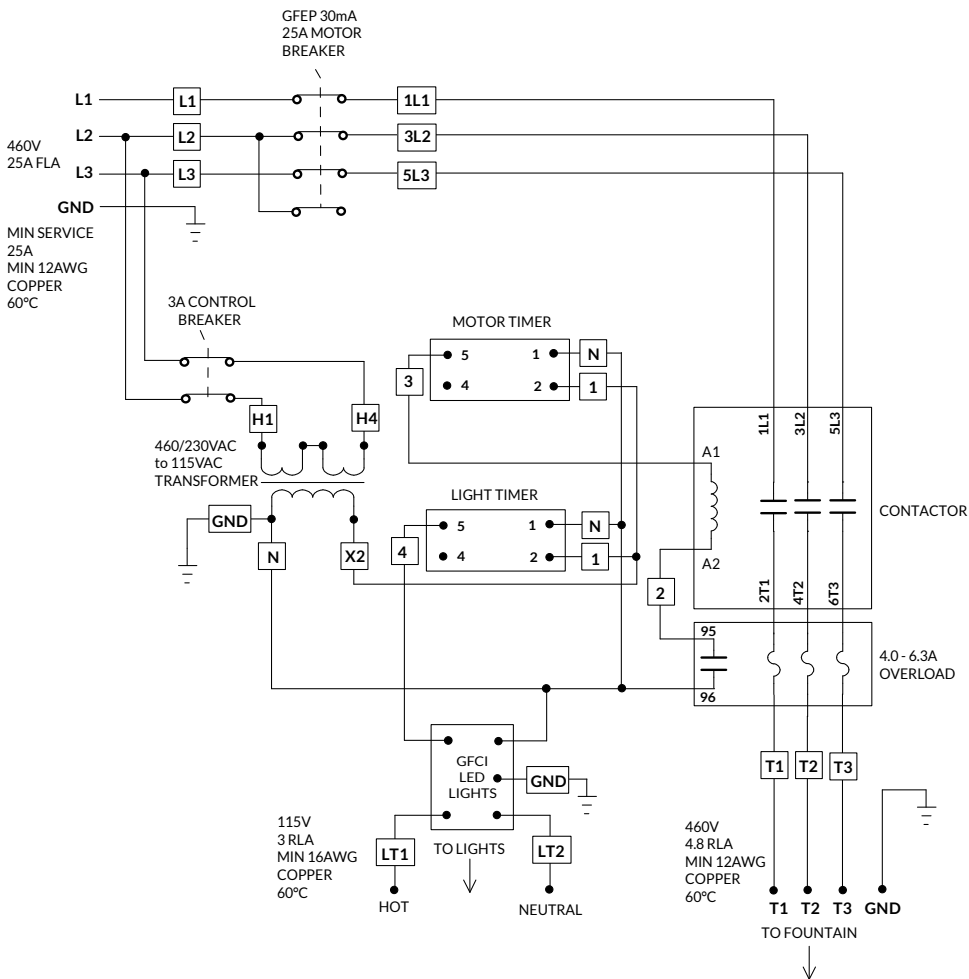 GFEP 30mA
25A MOTOR
BREAKER
L1
L1
1L1
L2
L2
3L2
460V
25A FLA
L3
L3
5L3
GND
MIN SERVICE
25A
MIN 12AWG
COPPER
60°C
3A CONTROL
BREAKER
MOTOR TIMER
5
1
N
3
4
2
1
H1
H4
460/230VAC
to 115VAC
TRANSFORMER
1L1
3L2
5L3
A1
LIGHT TIMER
GND
5
1
N
CONTACTOR
N
X2
4
4
2
1
A2
2
2T1
4T2
6T3
95
96
4.0 - 6.3A
OVERLOAD
GFCI
LED
LIGHTS
GND
T1
T2
T3
115V
3 RLA
MIN 16AWG
COPPER
60°C
LT1
TO LIGHTS
LT2
HOT
NEUTRAL
460V
4.8 RLA
MIN 12AWG
COPPER
60°C
T1
T2
T3
GND
TO FOUNTAIN